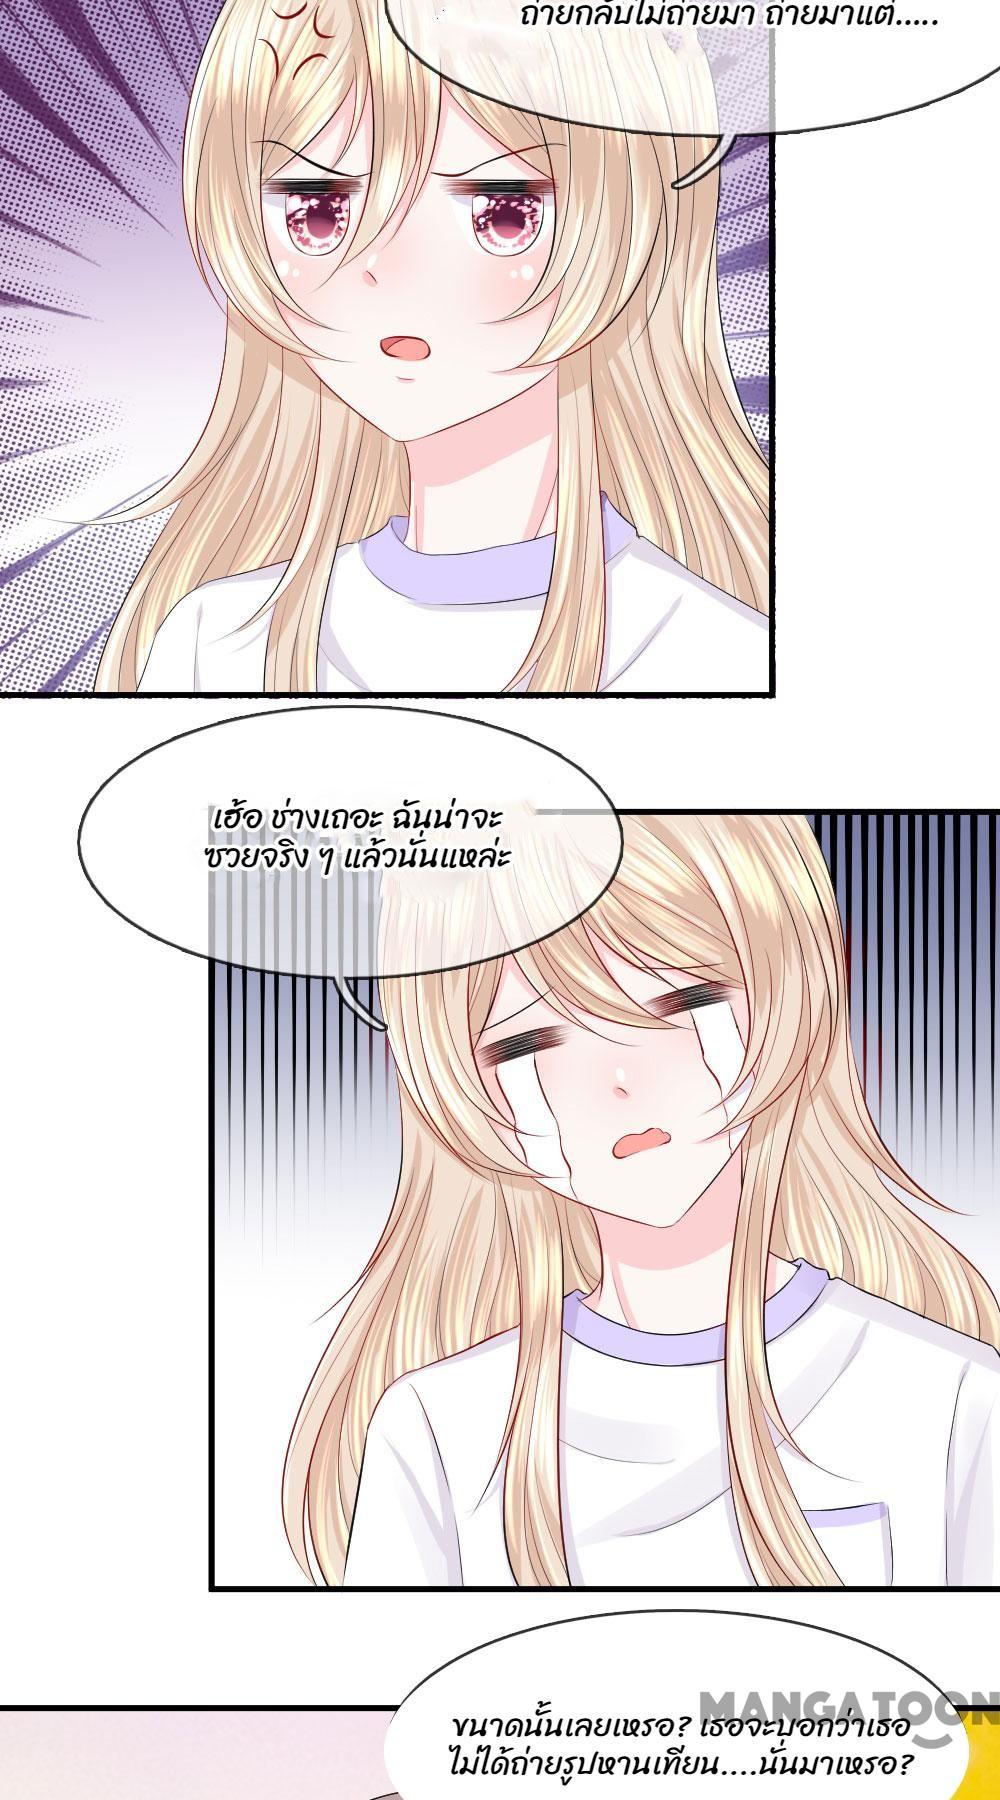 ถ่ายกลับไม่ถ่ายมา ถ่ายมาแต่.....
เฮ้อ ช่างเถอะ ฉันน่าจะ
ซวยจริง ๆ แล้วนั่นแหล่ะ
MANGATOON
ขนาดนั้นเลยเหรอ? เธอจะบอกว่าเธอ
ไม่ได้ถ่ายรูปหานเทียน....นั่นมาเหรอ?